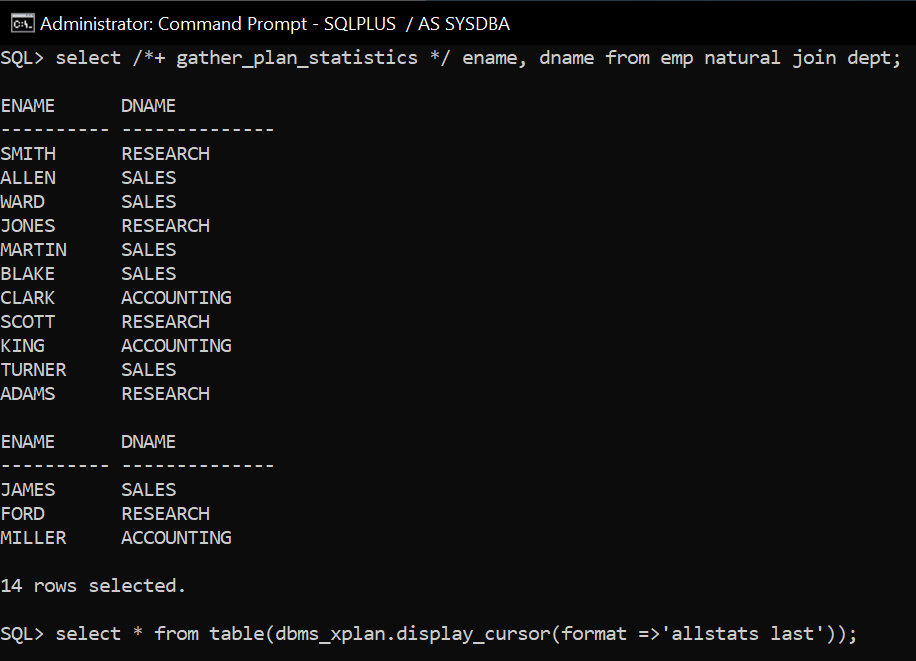 Administrator: Command Prompt - SQLPLUS  / AS SYSDBA
SQL> select /*+ gather_plan_statistics */ ename, dname from emp natural join dept;
ENAME      DNAME
---------- --------------
SMITH      RESEARCH
ALLEN      SALES
WARD       SALES
JONES      RESEARCH
MARTIN     SALES
BLAKE      SALES
CLARK      ACCOUNTING
SCOTT      RESEARCH
KING       ACCOUNTING
TURNER     SALES
ADAMS      RESEARCH
ENAME      DNAME
---------- --------------
JAMES      SALES
FORD       RESEARCH
MILLER     ACCOUNTING
14 rows selected.
SQL> select * from table(dbms_xplan.display_cursor(format =>'allstats last'));